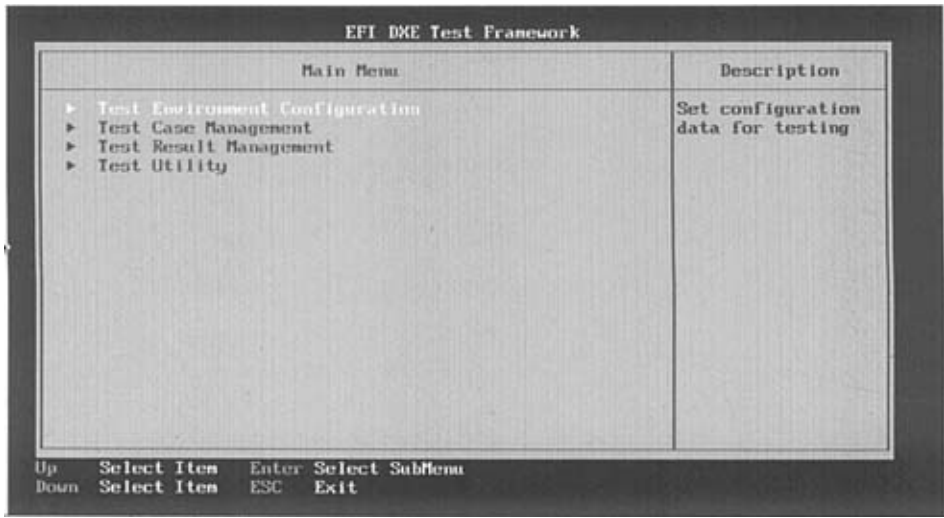 EFI DXE Test Framework
Main Menu
Description
► Test Environment Configuration
► Test Case Management
► Test Result Management
► Test Utility
Set configuration
data for testing
Up Select Item Enter Select SubMenu
Down Select Item ESC Exit